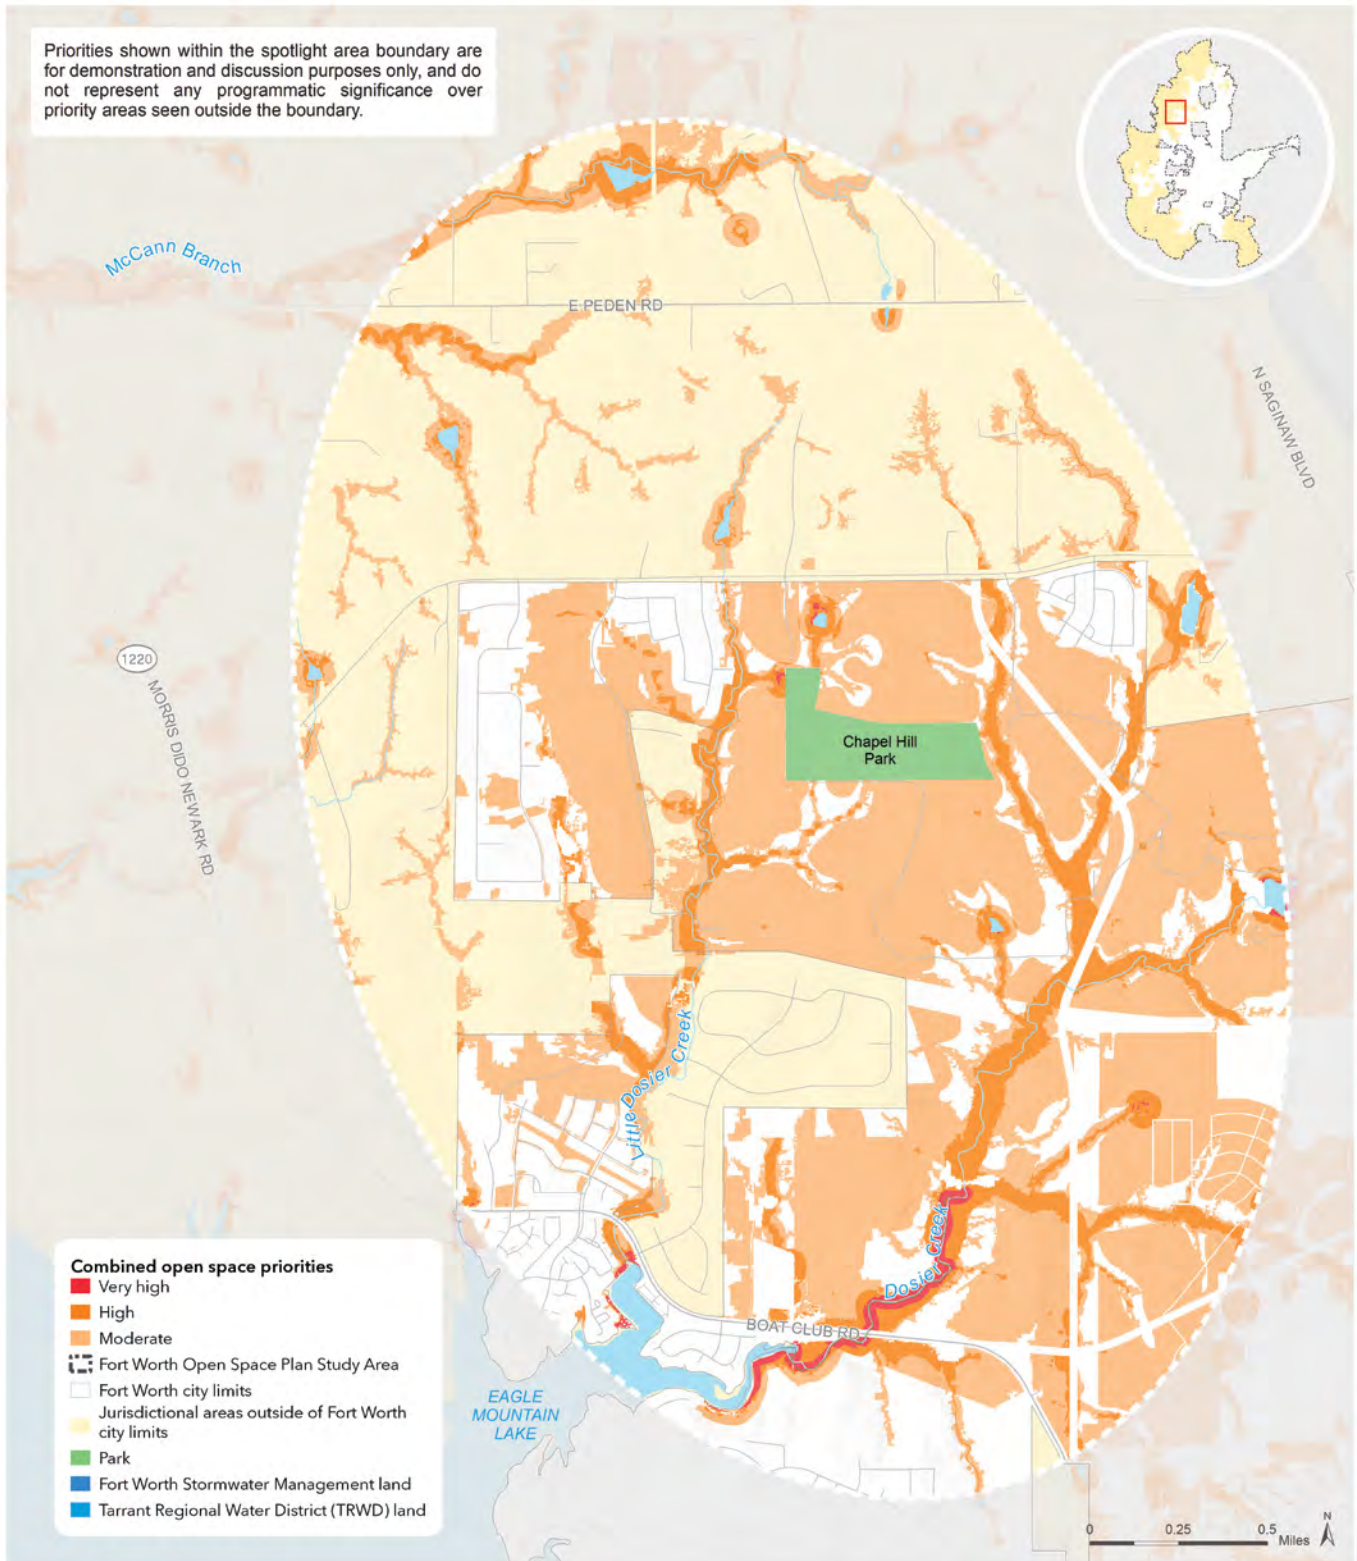 Priorities shown within the spotlight area boundary are
for demonstration and discussion purposes only, and do
not represent any programmatic significance over
priority areas seen outside the boundary.
McCann Branch
E PEDEN RD
N SAGINAW BLVD
1220
MORRIS DIDO NEWARK RD
Chapel Hill
Park
Little Dosier Creek
Dosier Creek
BOAT CLUB RD
EAGLE
MOUNTAIN
LAKE
Combined open space priorities
Very high
High
Moderate
Fort Worth Open Space Plan Study Area
Fort Worth city limits
Jurisdictional areas outside of Fort Worth
city limits
Park
Fort Worth Stormwater Management land
Tarrant Regional Water District (TRWD) land
0 0.25 0.5
Miles
N